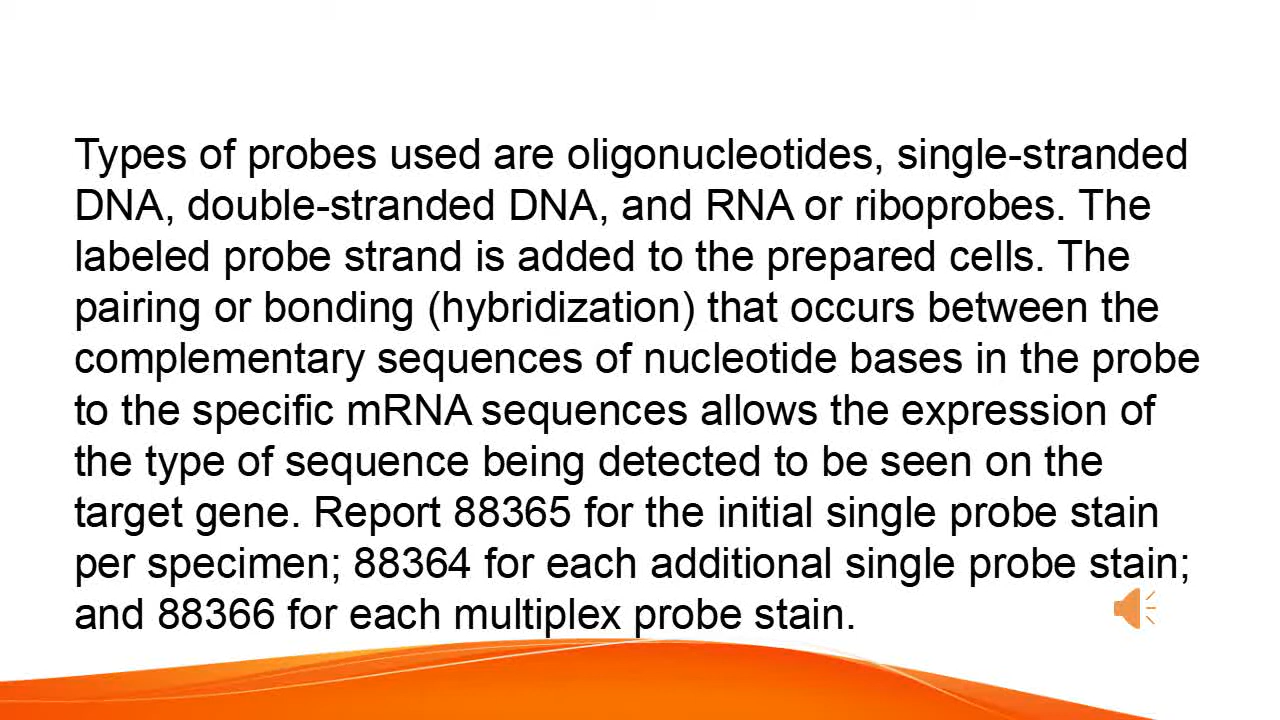 Types of probes used are oligonucleotides, single-stranded
DNA, double-stranded DNA, and RNA or riboprobes. The
labeled probe strand is added to the prepared cells. The
pairing or bonding (hybridization) that occurs between the
complementary sequences of nucleotide bases in the probe
to the specific mRNA sequences allows the expression of
the type of sequence being detected to be seen on the
target gene. Report 88365 for the initial single probe stain
per specimen; 88364 for each additional single probe stain;
and 88366 for each multiplex probe stain.